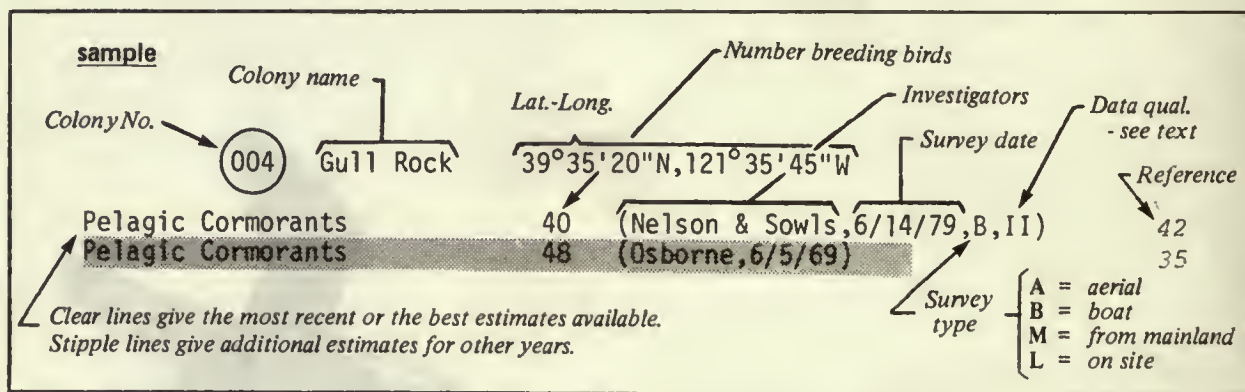 sample
Number breeding birds
Colony name
Lat.-Long.
Investigators
Data qual.
- see text
Colony No.
Survey date
Reference
004 Gull Rock 39°35'20"N,121°35'45"W
Pelagic Cormorants 40 (Nelson & Sowls,6/14/79,B,II) 42
Pelagic Cormorants 48 (Osborne,6/5/69) 35
Clear lines give the most recent or the best estimates available.
Stipple lines give additional estimates for other years.
Survey type
A = aerial
B = boat
M = from mainland
L = on site